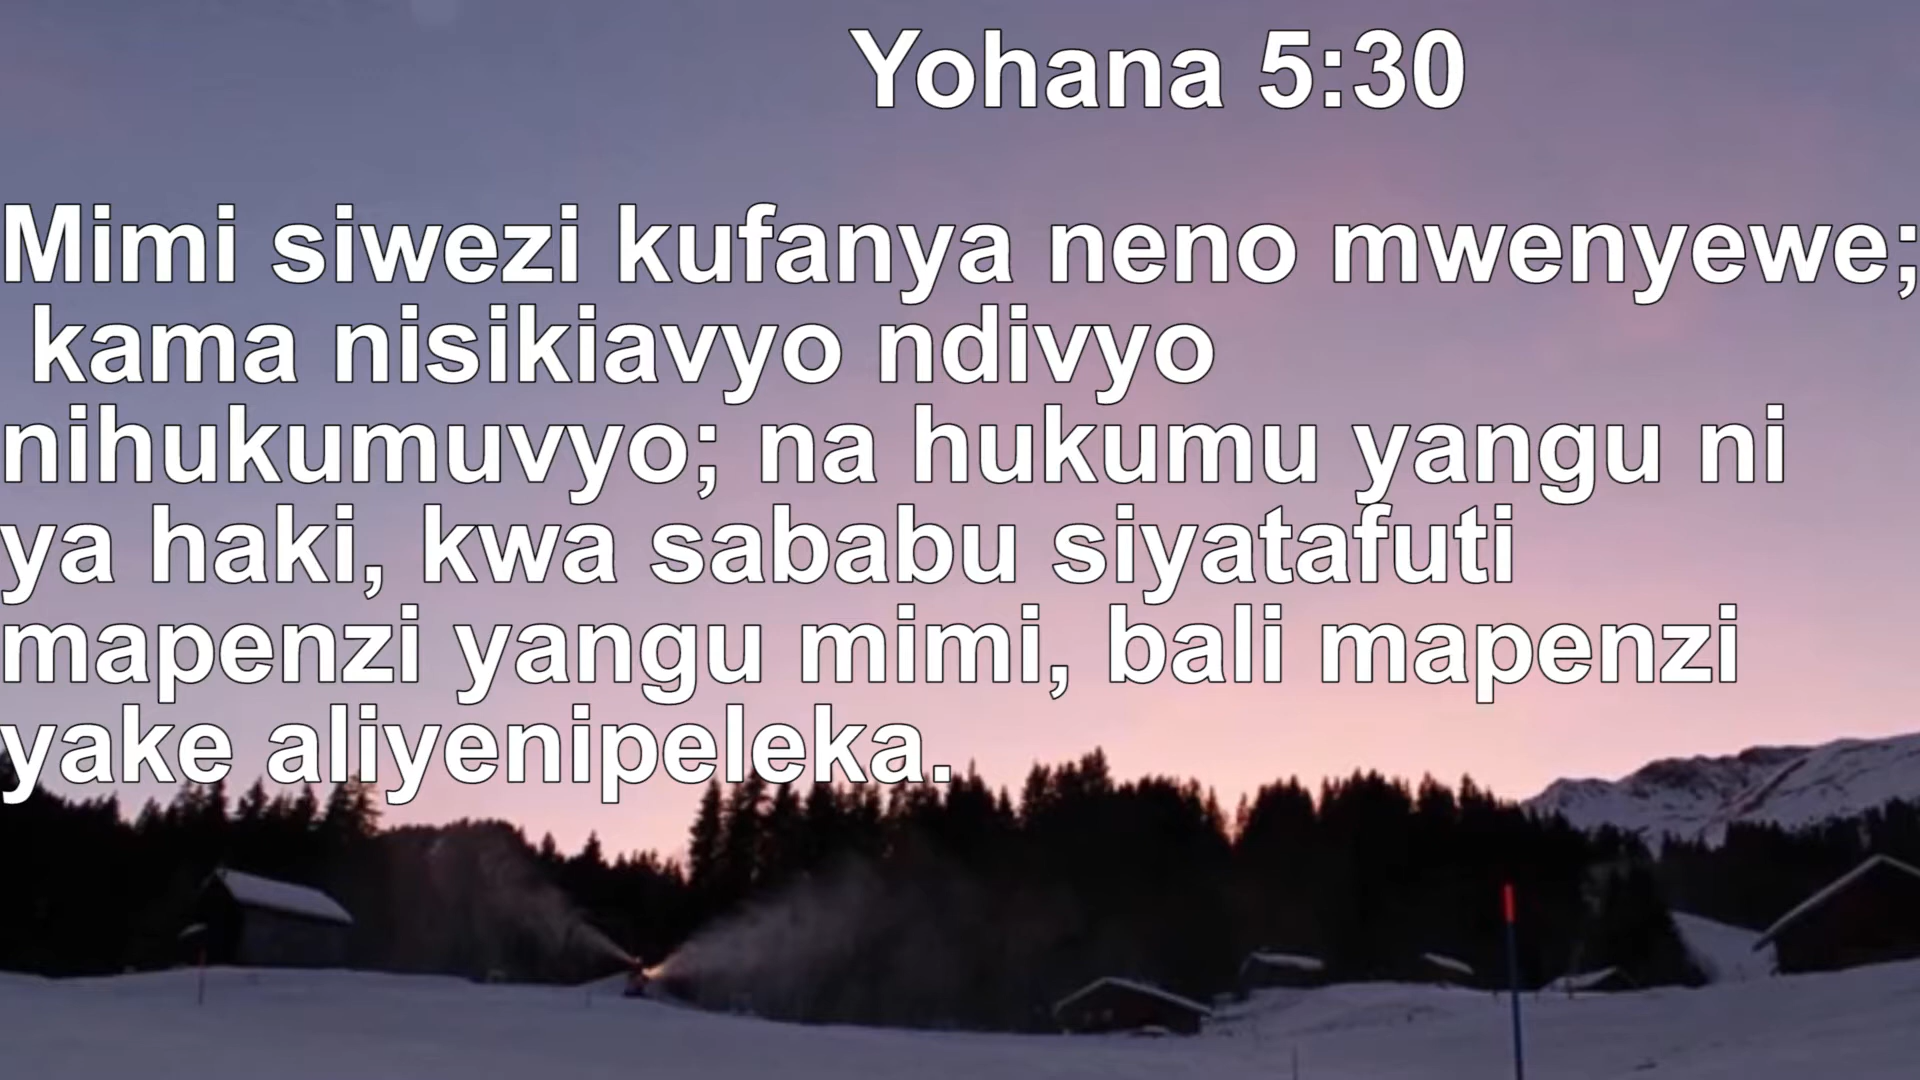 Yohana 5:30
Mimi siwezi kufanya neno mwenyewe;
kama nisikiavyo ndivyo
nihukumuvyo; na hukumu yangu ni
ya haki, kwa sababu siyatafuti
mapenzi yangu mimi, bali mapenzi
yake aliyenipeleka.